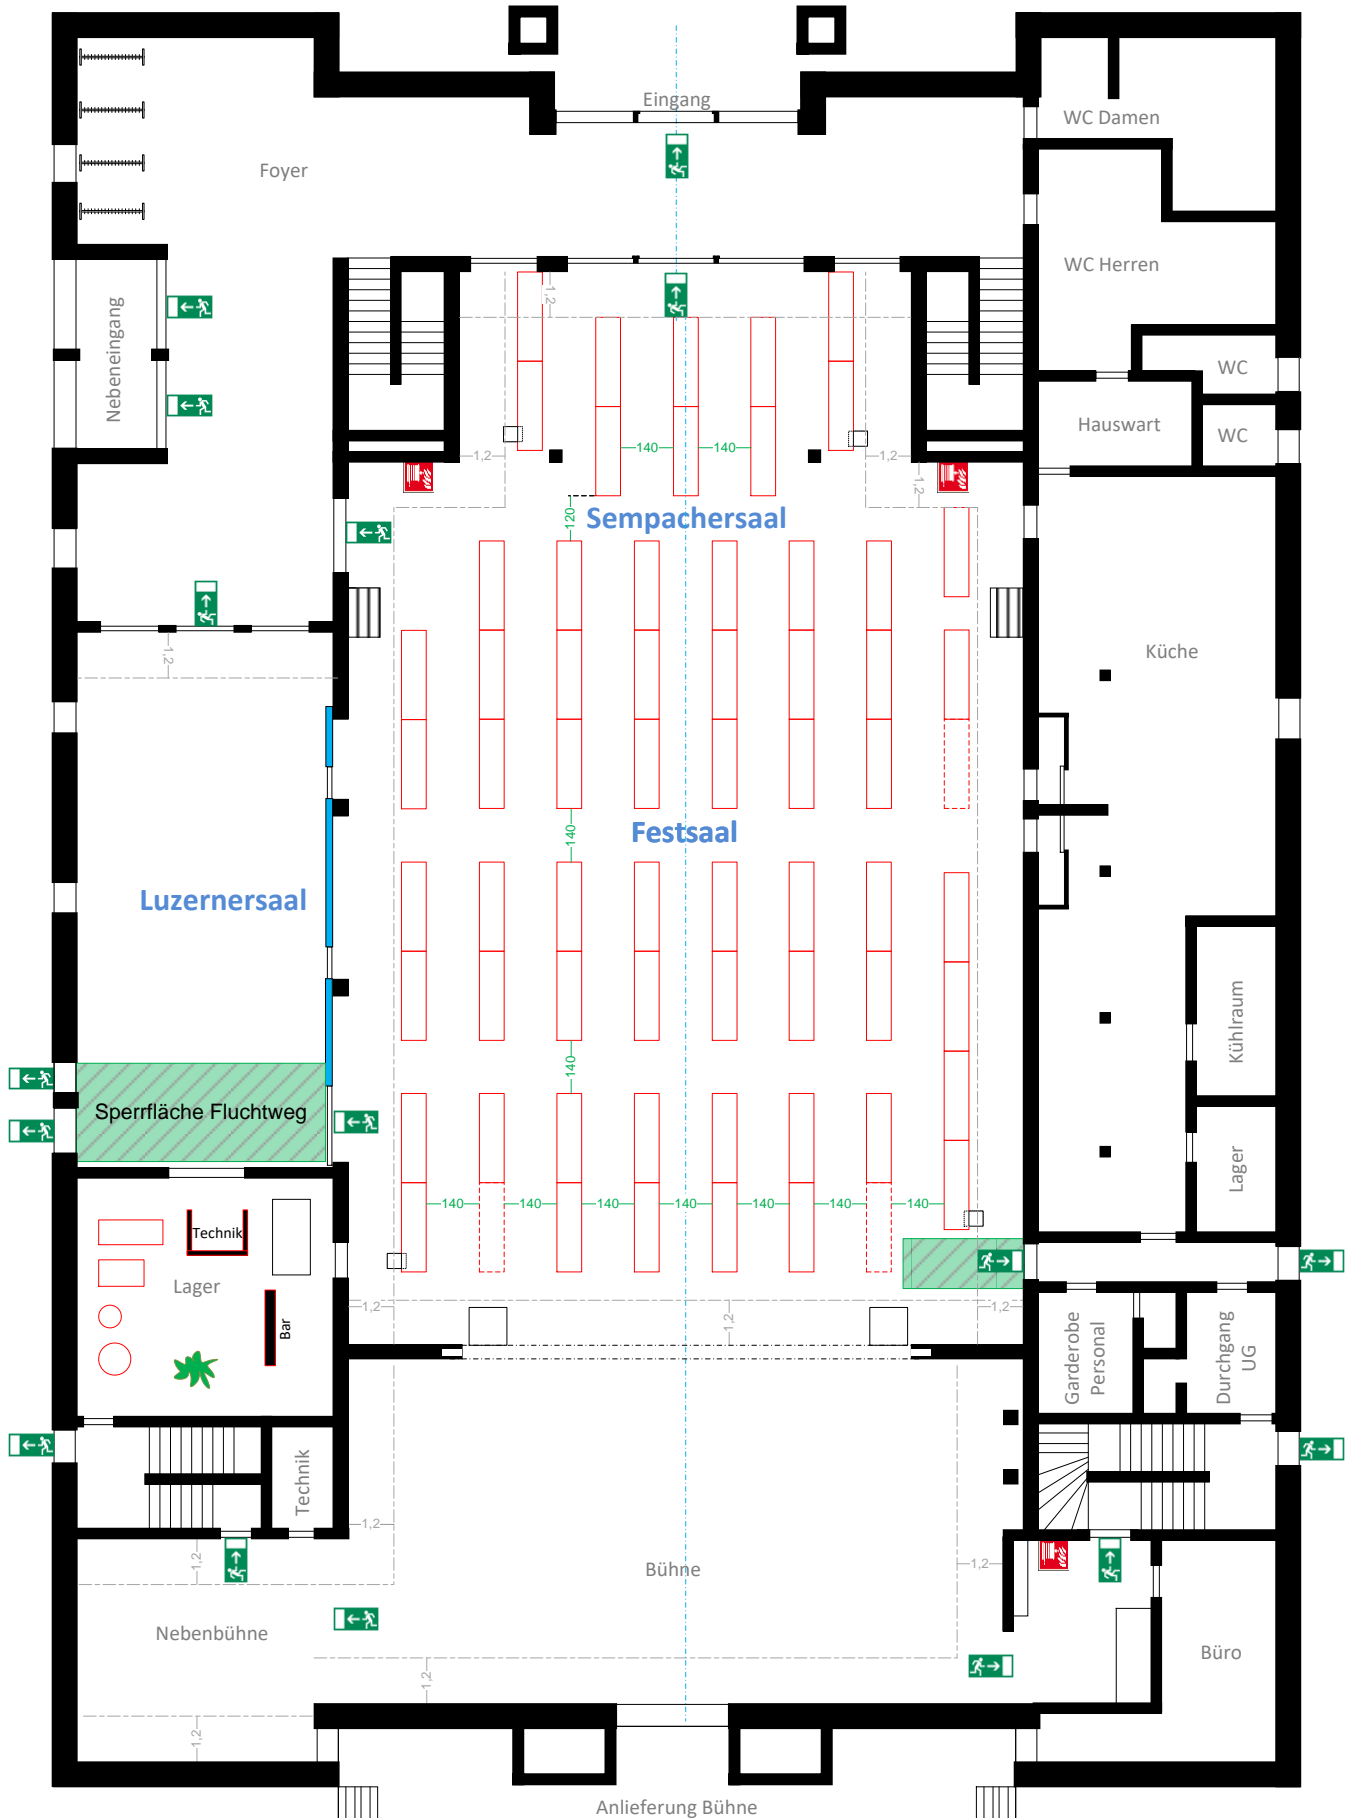 Eingang
WC Damen
Foyer
WC Herren
Nebeneingang
1,2
WC
Hauswart
WC
140
140
1,2
1,2
1,2
120
Sempachersaal
Küche
1,2
140
Festsaal
Luzernersaal
Kühlraum
140
Sperrfläche Fluchtweg
Lager
140
140
140
140
140
140
140
Technik
Lager
Bar
1,2
1,2
1,2
Garderobe
Personal
Durchgang
UG
Technik
1,2
1,2
1,2
Bühne
Nebenbühne
Büro
1,2
1,2
Anlieferung Bühne